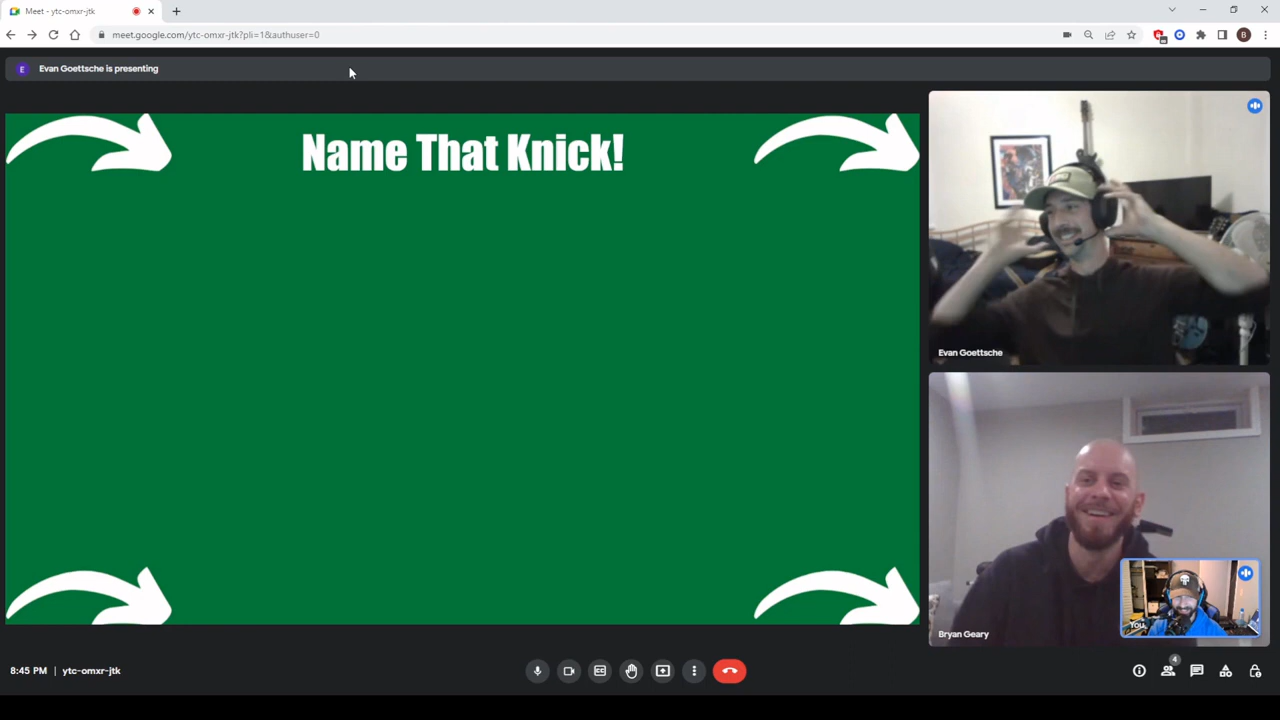 Meet - ytc-omxr-jtk
meet.google.com/ytc-omxr-jtk?pli=1&authuser=0
B
E
Evan Goettsche is presenting
Name That Knick!
Evan Goettsche
Bryan Geary
You
8:45 PM | ytc-omxr-jtk
4